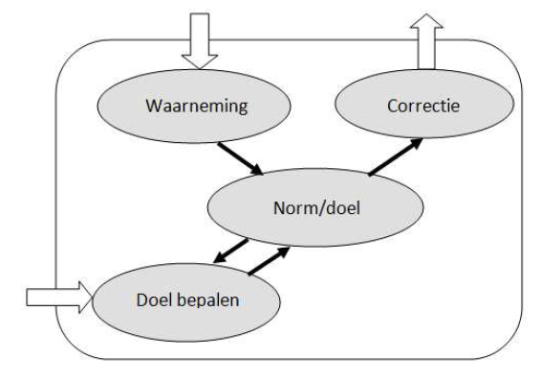 Waarneming
Correctie
Norm/doel
Doel bepalen